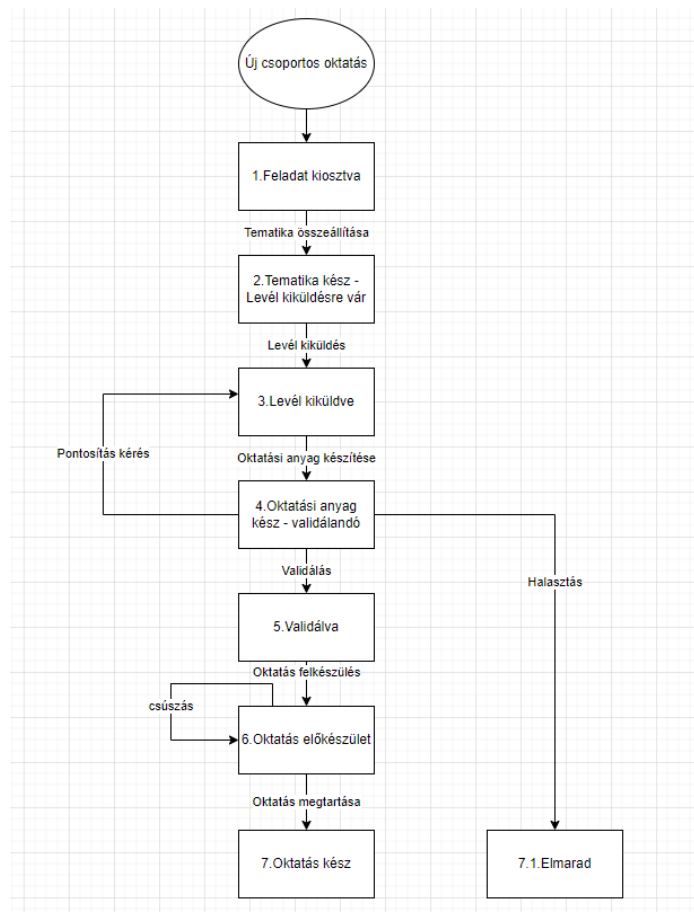 Új csoportos oktatás
1.Feladat kiosztva
Tematika összeállítása
2.Tematika kész -
Levél kiküldésre vár
Levél kiküldés
3.Levél kiküldve
Pontosítás kérés
Oktatási anyag készítése
4.Oktatási anyag
kész - validálandó
Validálás
Halasztás
5.Validálva
Oktatás felkészülés
csúszás
6.Oktatás előkészület
Oktatás megtartása
7.Oktatás kész
7.1.Elmarad